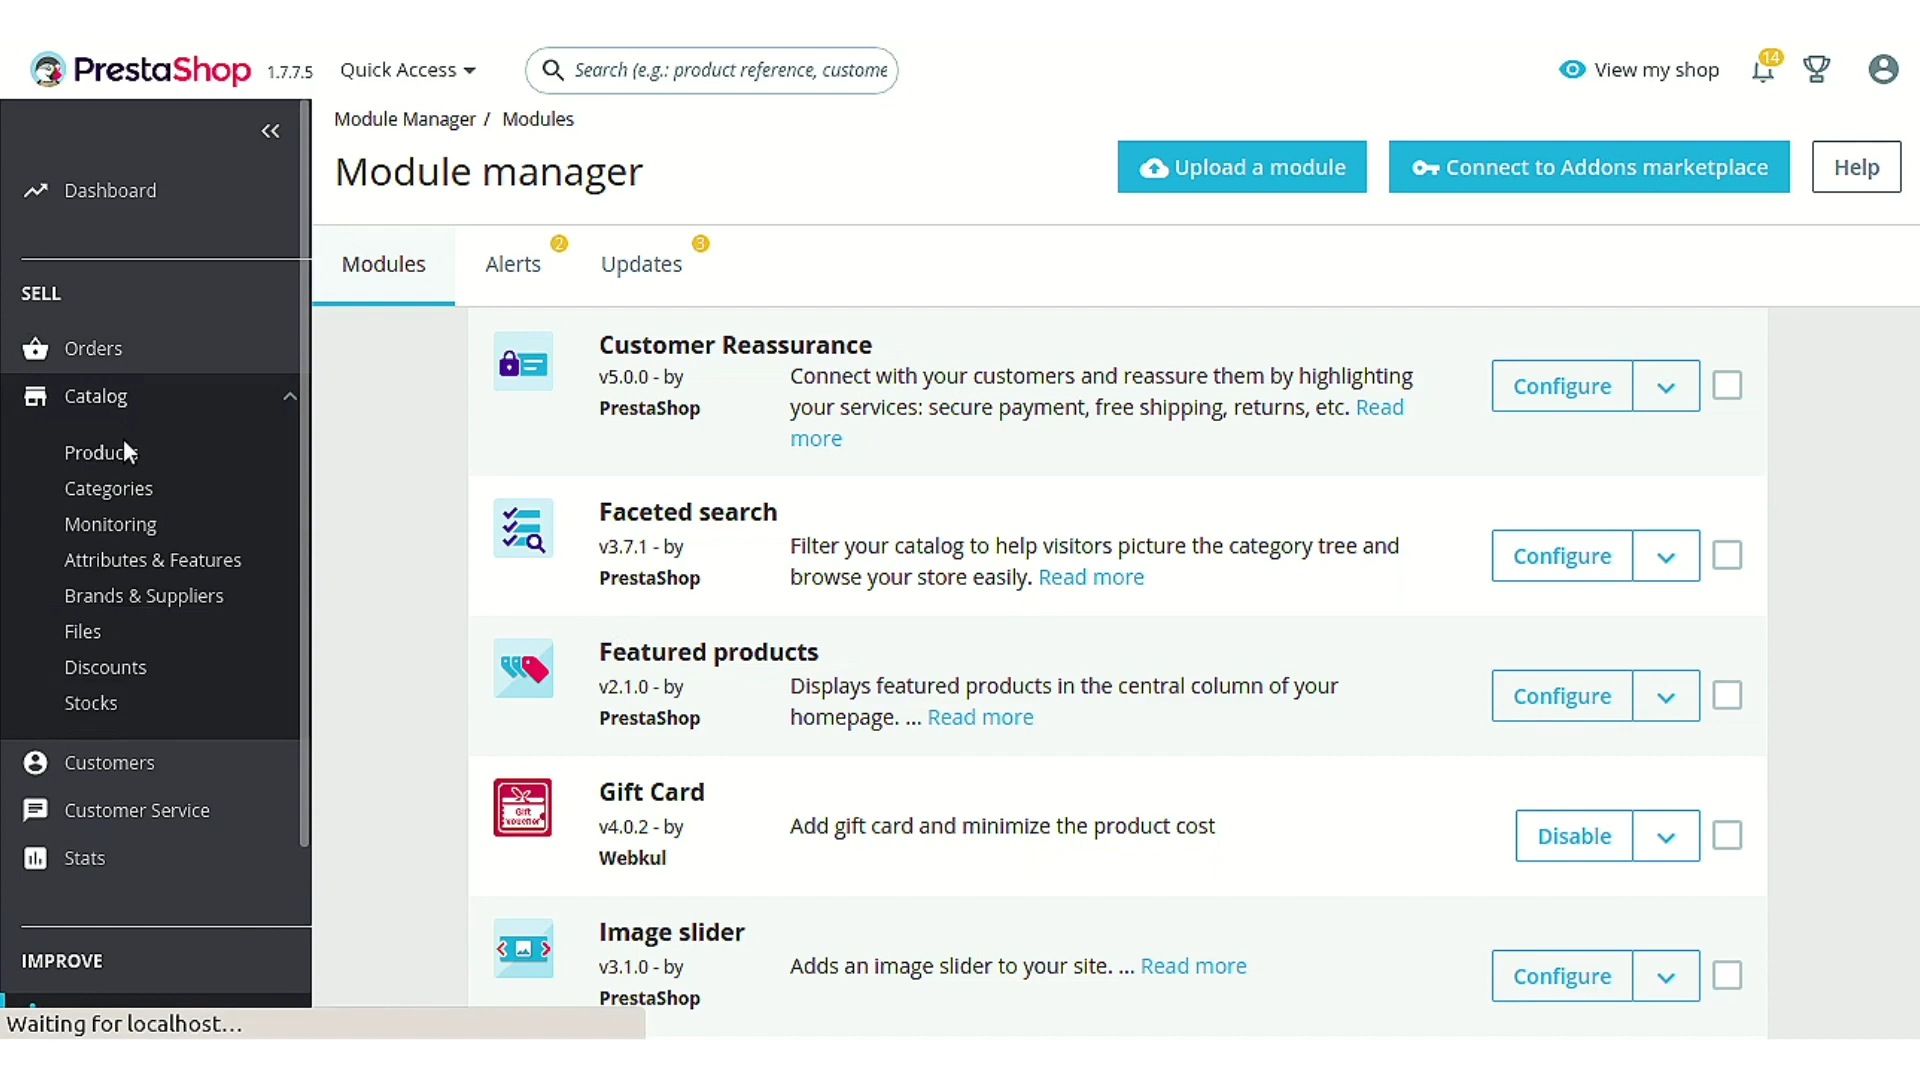 PrestaShop 1.7.7.5 Quick Access Search (e.g.: product reference, custome View my shop 14
Module Manager / Modules
Module manager
Upload a module Connect to Addons marketplace Help
Modules Alerts 2 Updates 3
Dashboard
SELL
Orders
Catalog
Products
Categories
Monitoring
Attributes & Features
Brands & Suppliers
Files
Discounts
Stocks
Customers
Customer Service
Stats
IMPROVE
Customer Reassurance
v5.0.0 - by
PrestaShop
Connect with your customers and reassure them by highlighting
your services: secure payment, free shipping, returns, etc. Read
more
Configure
Faceted search
v3.7.1 - by
PrestaShop
Filter your catalog to help visitors picture the category tree and
browse your store easily. Read more
Configure
Featured products
v2.1.0 - by
PrestaShop
Displays featured products in the central column of your
homepage. ... Read more
Configure
Gift Card
v4.0.2 - by
Webkul
Add gift card and minimize the product cost
Disable
Gift
voucher
Image slider
v3.1.0 - by
PrestaShop
Adds an image slider to your site. ... Read more
Configure
Waiting for localhost...